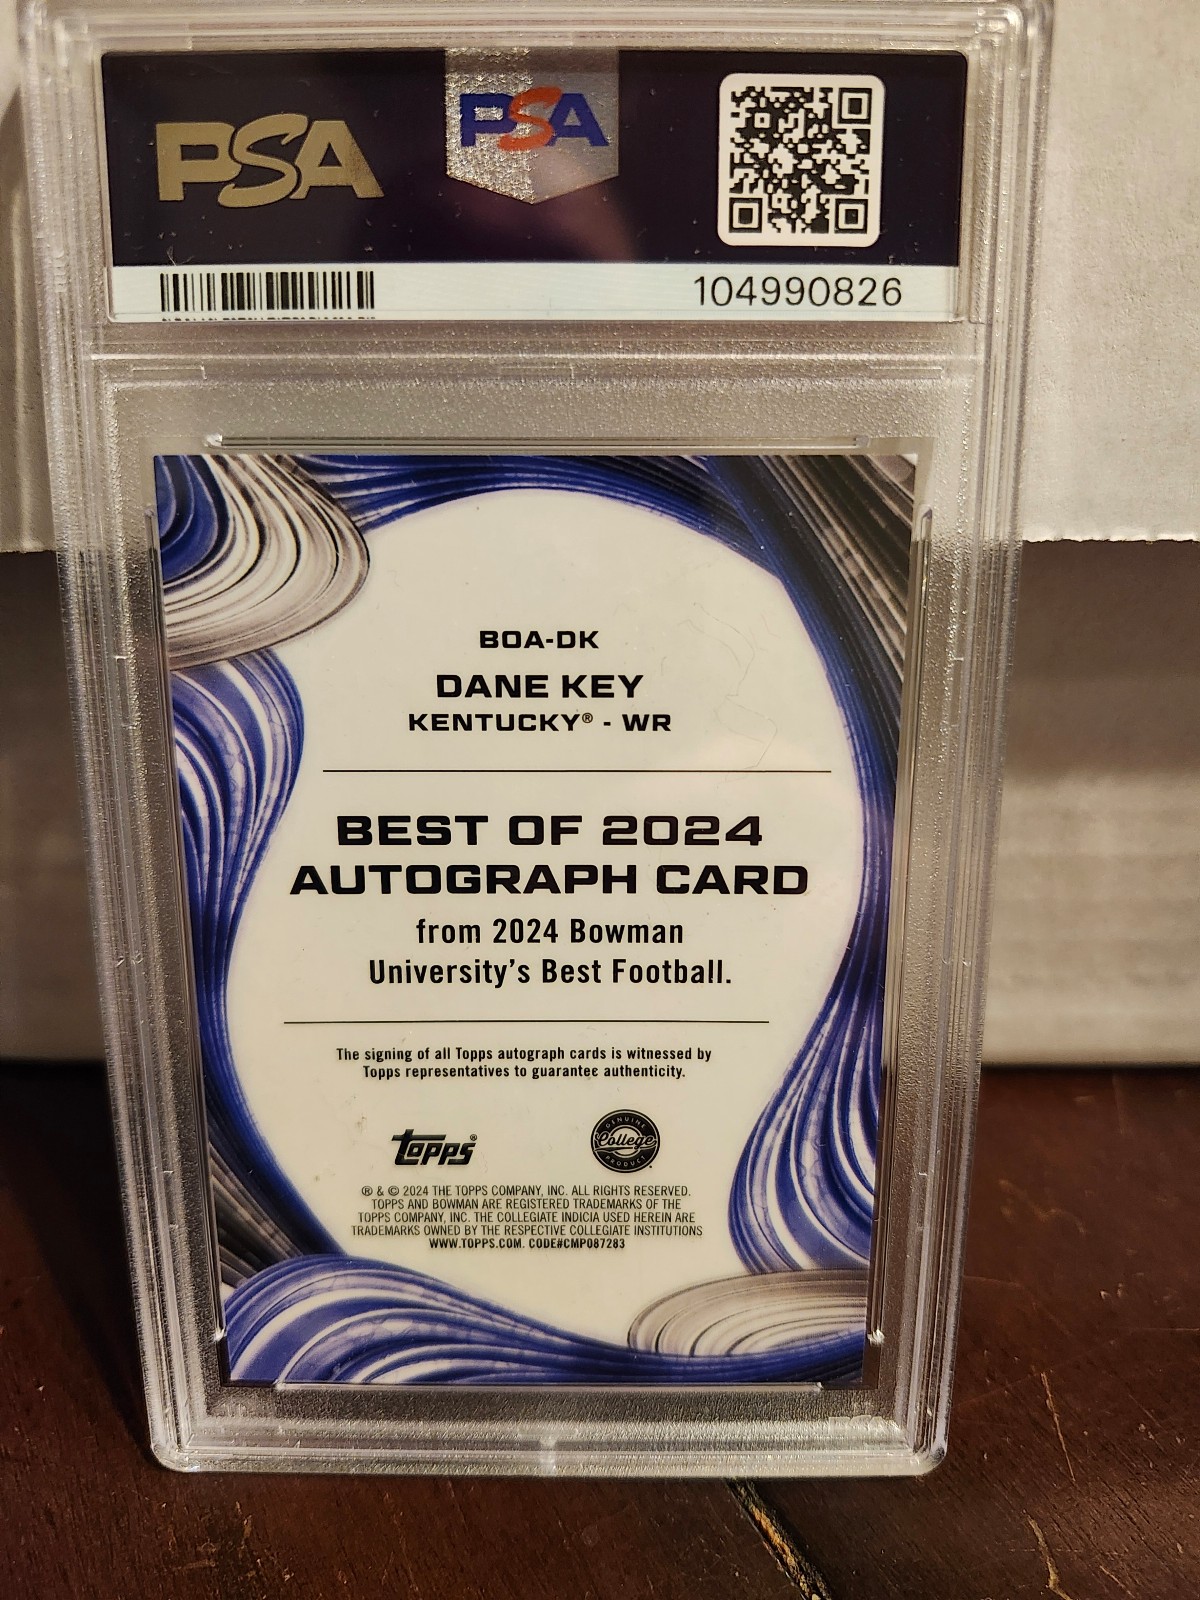 PSA
PSA
104990826
BOA-DK
DANE KEY
KENTUCKY® - WR
BEST OF 2024
AUTOGRAPH CARD
from 2024 Bowman
University's Best Football.
The signing of all Topps autograph cards is witnessed by
Topps representatives to guarantee authenticity.
Topps®
GENUINE
College
PRODUCT
® & © 2024 THE TOPPS COMPANY, INC. ALL RIGHTS RESERVED.
TOPPS AND BOWMAN ARE REGISTERED TRADEMARKS OF THE
TOPPS COMPANY, INC. THE COLLEGIATE INDICIA USED HEREIN ARE
TRADEMARKS OWNED BY THE RESPECTIVE COLLEGIATE INSTITUTIONS
WWW.TOPPS.COM. CODE#CMP087283